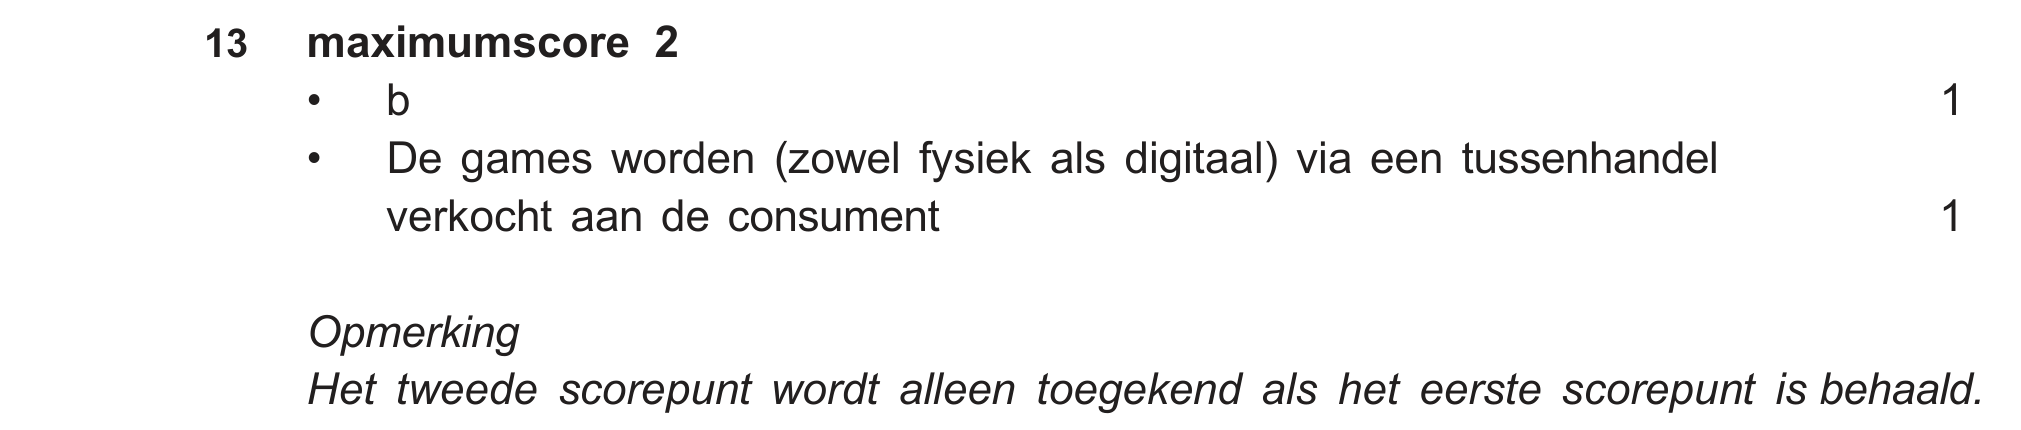 13 maximumscore 2
• b 1
• De games worden (zowel fysiek als digitaal) via een tussenhandel
verkocht aan de consument 1
Opmerking
Het tweede scorepunt wordt alleen toegekend als het eerste scorepunt is behaald.